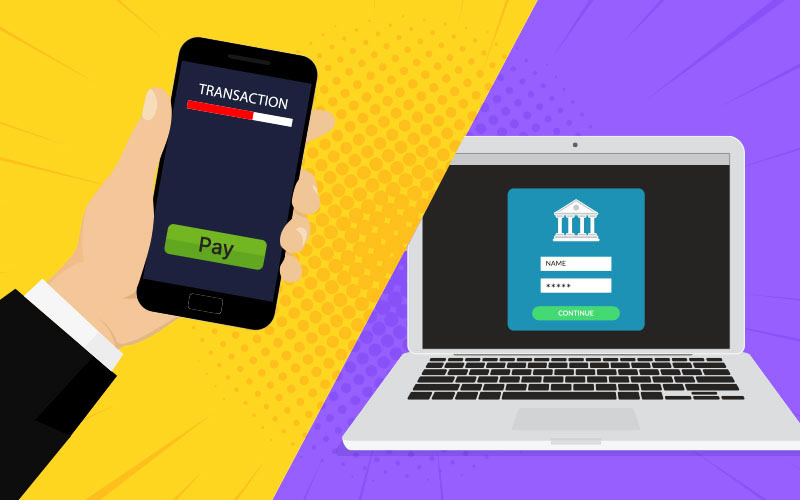 TRANSACTION
Pay
NAME
*****
CONTINUE